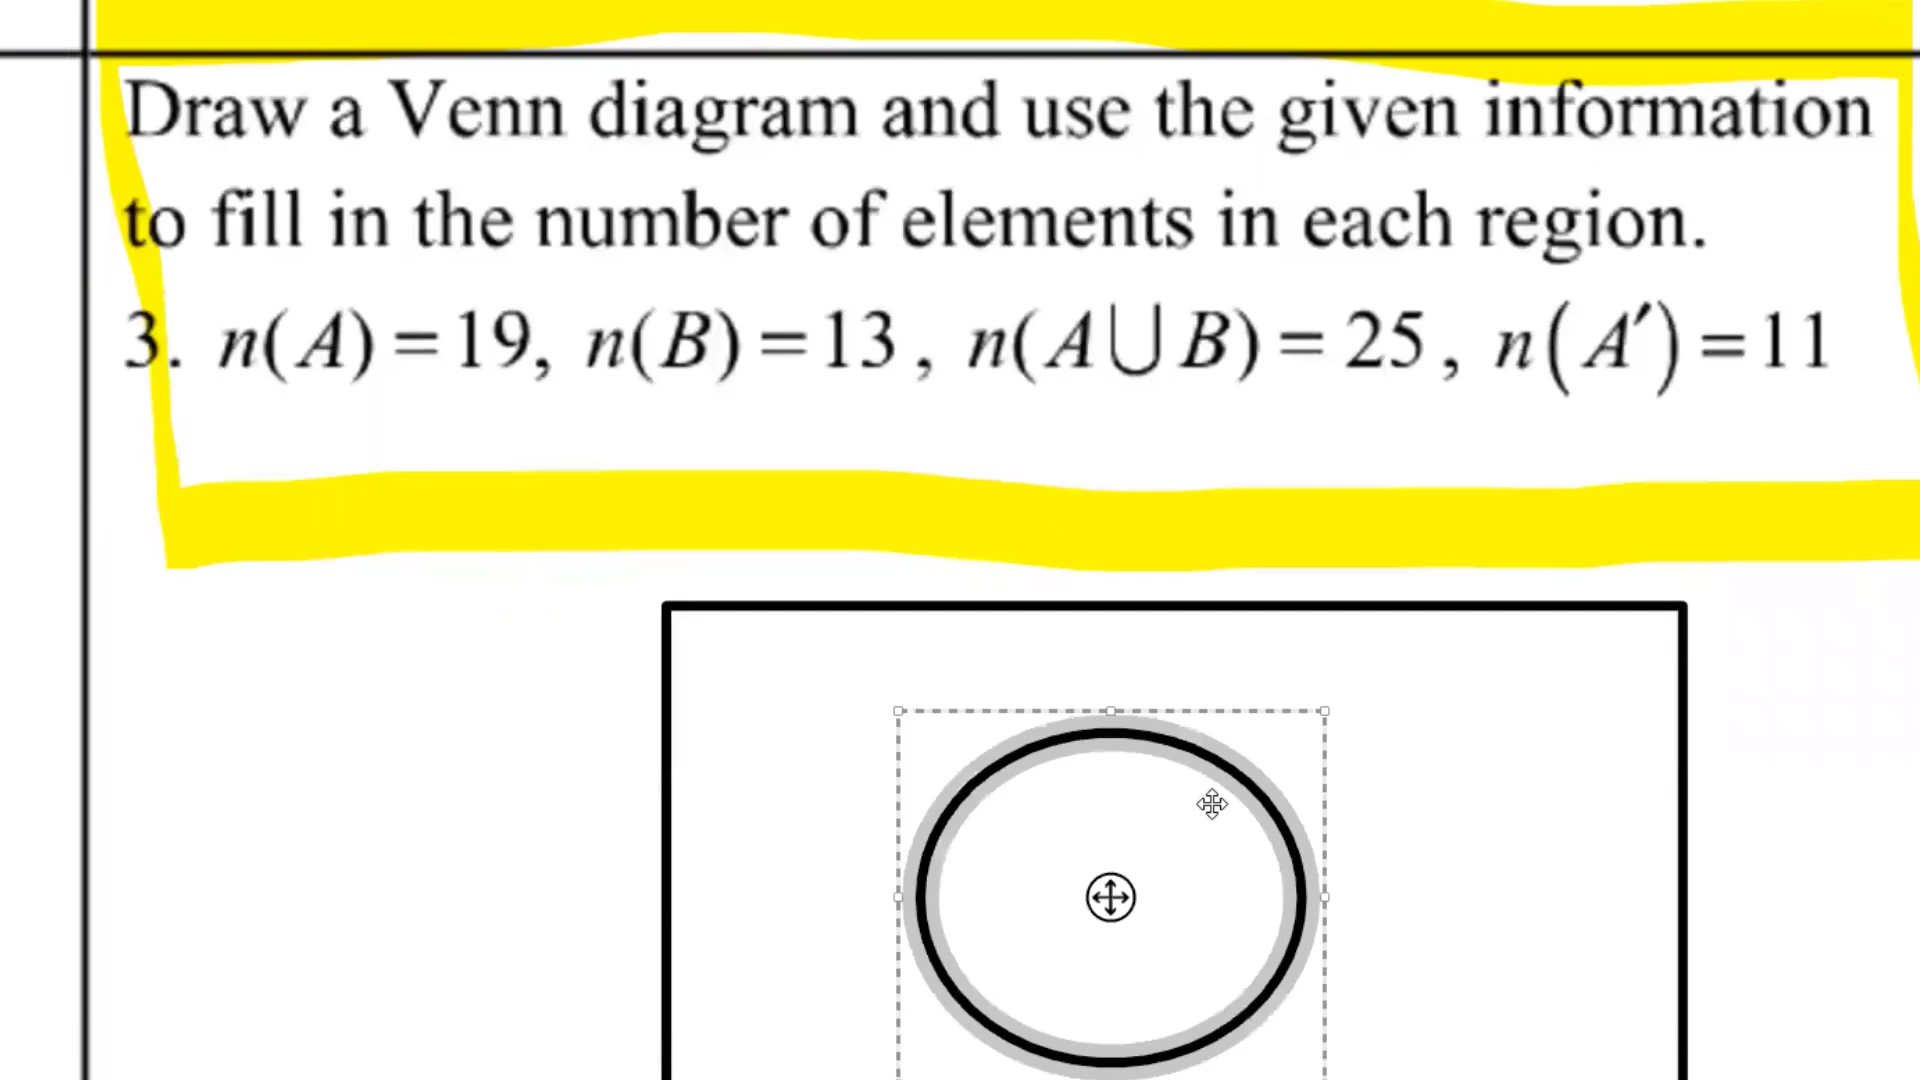 Draw a Venn diagram and use the given information
to fill in the number of elements in each region.
3. n(A) = 19, n(B) = 13, n(A ⋃ B) = 25, n(A′) = 11